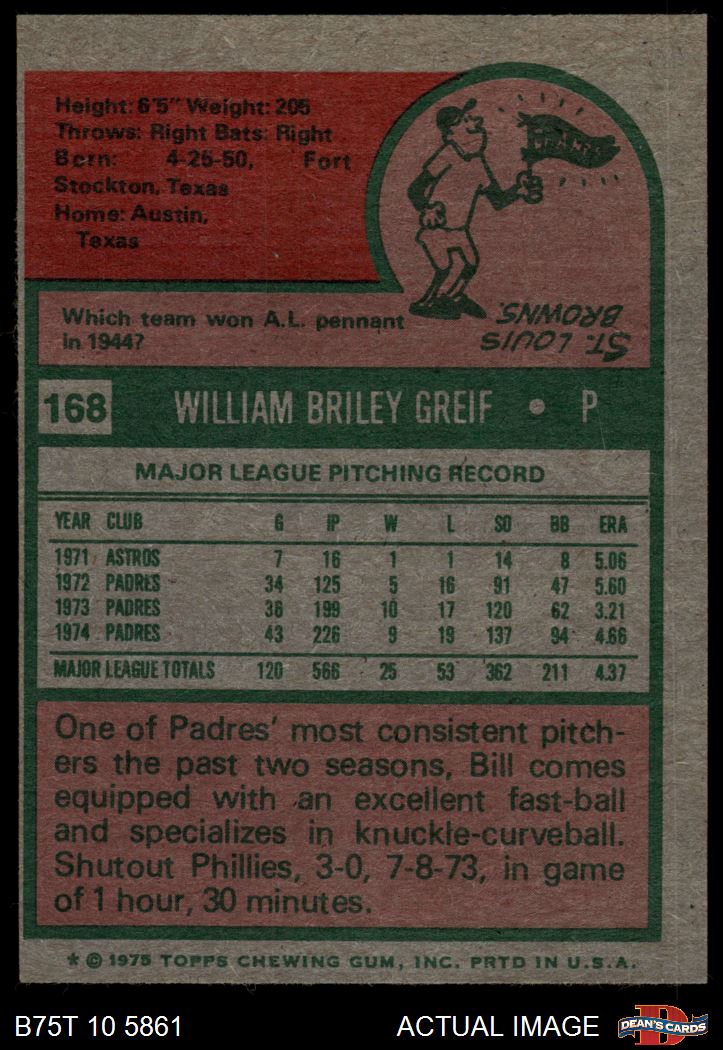 Height: 6'5" Weight: 205
Throws: Right Bats: Right
Born: 4-25-50, Fort
Stockton, Texas
Home: Austin,
Texas
Which team won A.L. pennant
in 1944?
ST. LOUIS
BROWNS.
168 WILLIAM BRILEY GREIF • P
MAJOR LEAGUE PITCHING RECORD
YEAR CLUB G IP W L SO BB ERA
1971 ASTROS 7 16 1 1 14 8 5.06
1972 PADRES 34 125 5 16 91 47 5.60
1973 PADRES 36 199 10 17 120 62 3.21
1974 PADRES 43 226 9 19 137 94 4.66
MAJOR LEAGUE TOTALS 120 566 25 53 362 211 4.37
One of Padres' most consistent pitch-
ers the past two seasons, Bill comes
equipped with an excellent fast-ball
and specializes in knuckle-curveball.
Shutout Phillies, 3-0, 7-8-73, in game
of 1 hour, 30 minutes.
* © 1975 TOPPS CHEWING GUM, INC. PRTD IN U.S.A.
B75T 10 5861 ACTUAL IMAGE
DEAN'S CARDS